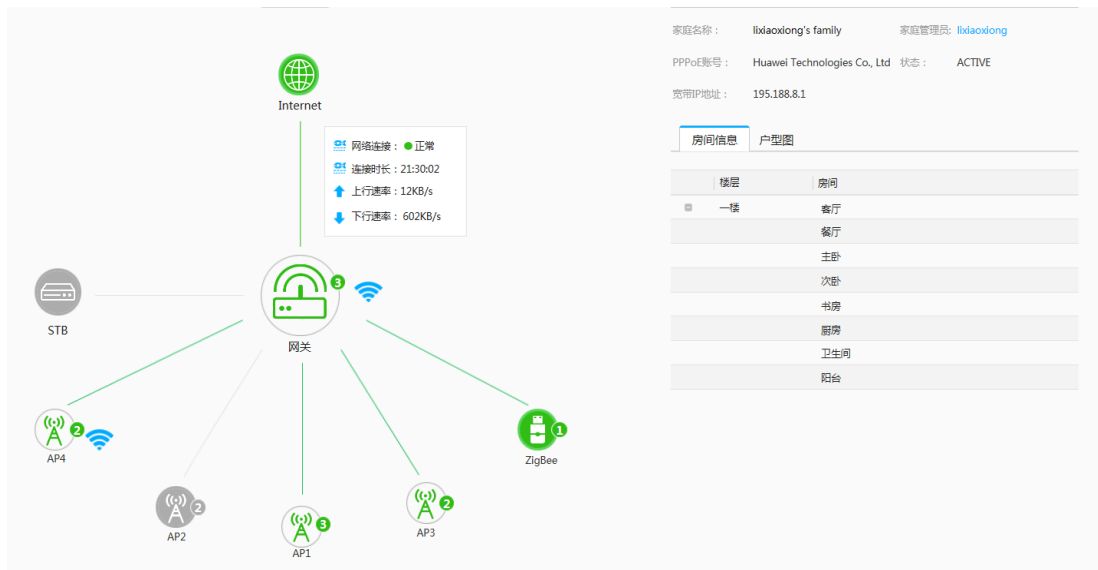 Internet
网络连接： 正常
连接时长：21:30:02
上行速率：12KB/s
下行速率： 602KB/s
3
网关
STB
2
AP4
2
AP2
3
AP1
2
AP3
1
ZigBee
家庭名称： lixiaoxiong's family 家庭管理员: lixiaoxiong
PPPoE账号： Huawei Technologies Co., Ltd 状态： ACTIVE
宽带IP地址： 195.188.8.1
房间信息 户型图
楼层 房间
一楼 客厅
餐厅
主卧
次卧
书房
厨房
卫生间
阳台